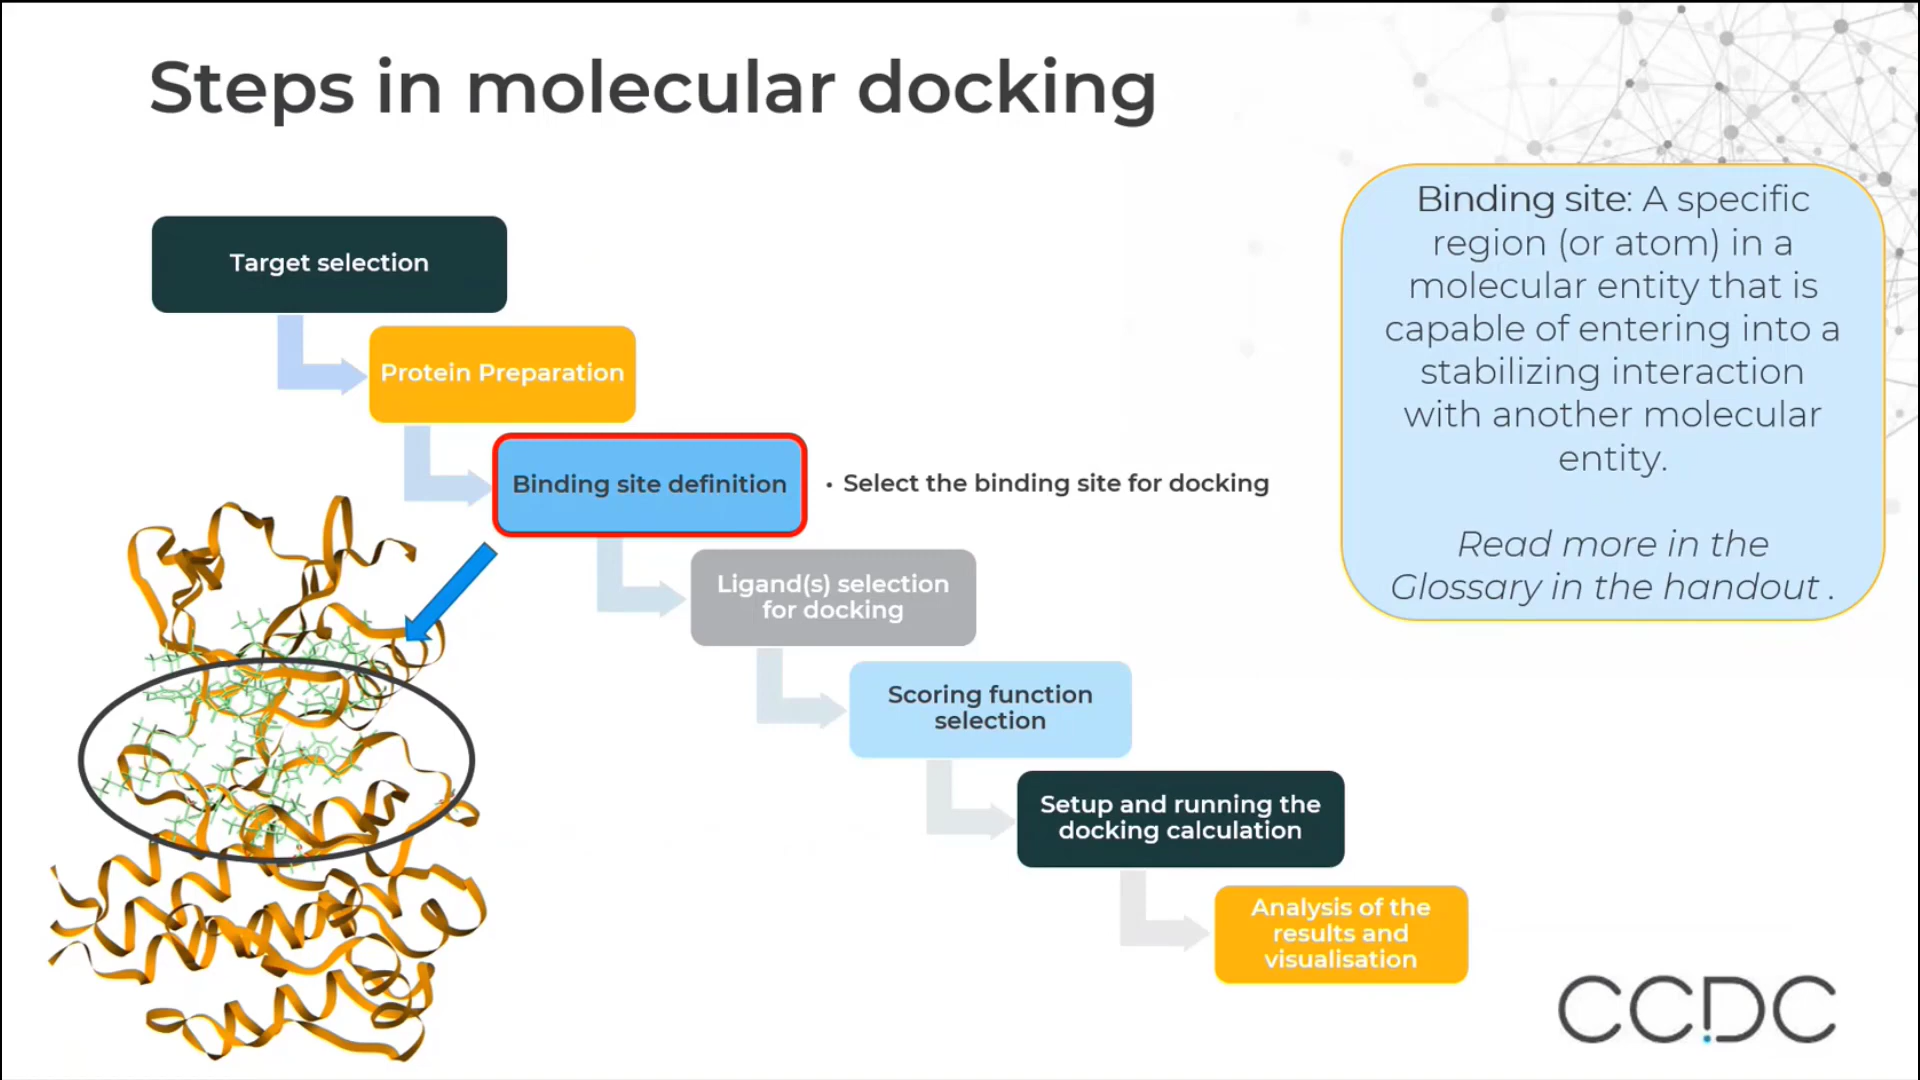 Steps in molecular docking
Target selection
Protein Preparation
Binding site definition
• Select the binding site for docking
Ligand(s) selection
for docking
Scoring function
selection
Setup and running the
docking calculation
Analysis of the
results and
visualisation
Binding site: A specific
region (or atom) in a
molecular entity that is
capable of entering into a
stabilizing interaction
with another molecular
entity.
Read more in the
Glossary in the handout .
CCDC